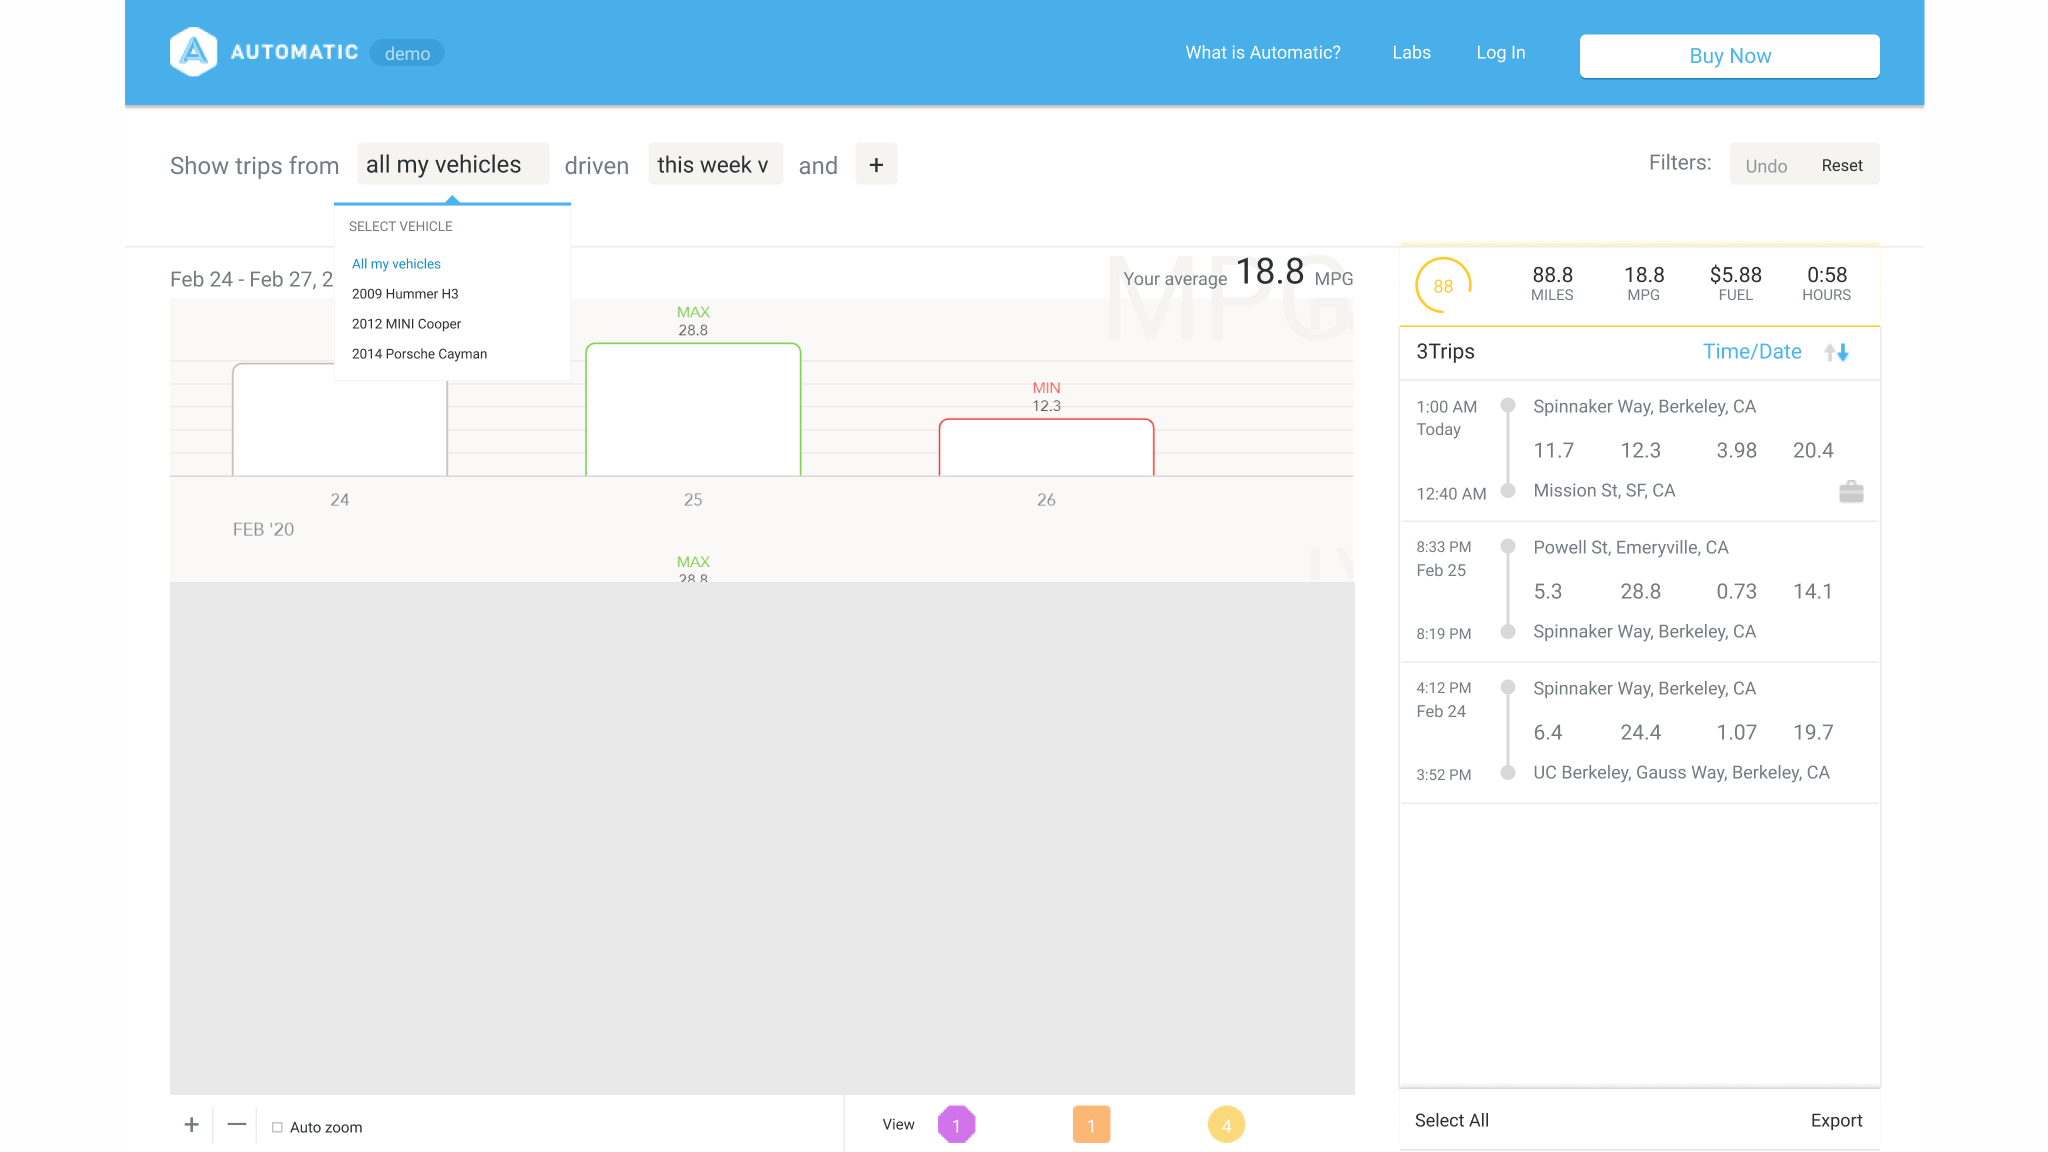 AUTOMATIC demo
What is Automatic? Labs Log In Buy Now
Show trips from all my vehicles driven this week v and +
Filters: Undo Reset
SELECT VEHICLE
All my vehicles
2009 Hummer H3
2012 MINI Cooper
2014 Porsche Cayman
Feb 24 - Feb 27, 2
MPG
Your average 18.8 MPG
MAX
28.8
MIN
12.3
24 25 26
FEB '20
MAX
28.8
88
88.8 18.8 $5.88 0:58
MILES MPG FUEL HOURS
3Trips Time/Date
1:00 AM Spinnaker Way, Berkeley, CA
Today
11.7 12.3 3.98 20.4
12:40 AM Mission St, SF, CA
8:33 PM Powell St, Emeryville, CA
Feb 25
5.3 28.8 0.73 14.1
8:19 PM Spinnaker Way, Berkeley, CA
4:12 PM Spinnaker Way, Berkeley, CA
Feb 24
6.4 24.4 1.07 19.7
3:52 PM UC Berkeley, Gauss Way, Berkeley, CA
+ — Auto zoom
View 1 1 4
Select All Export